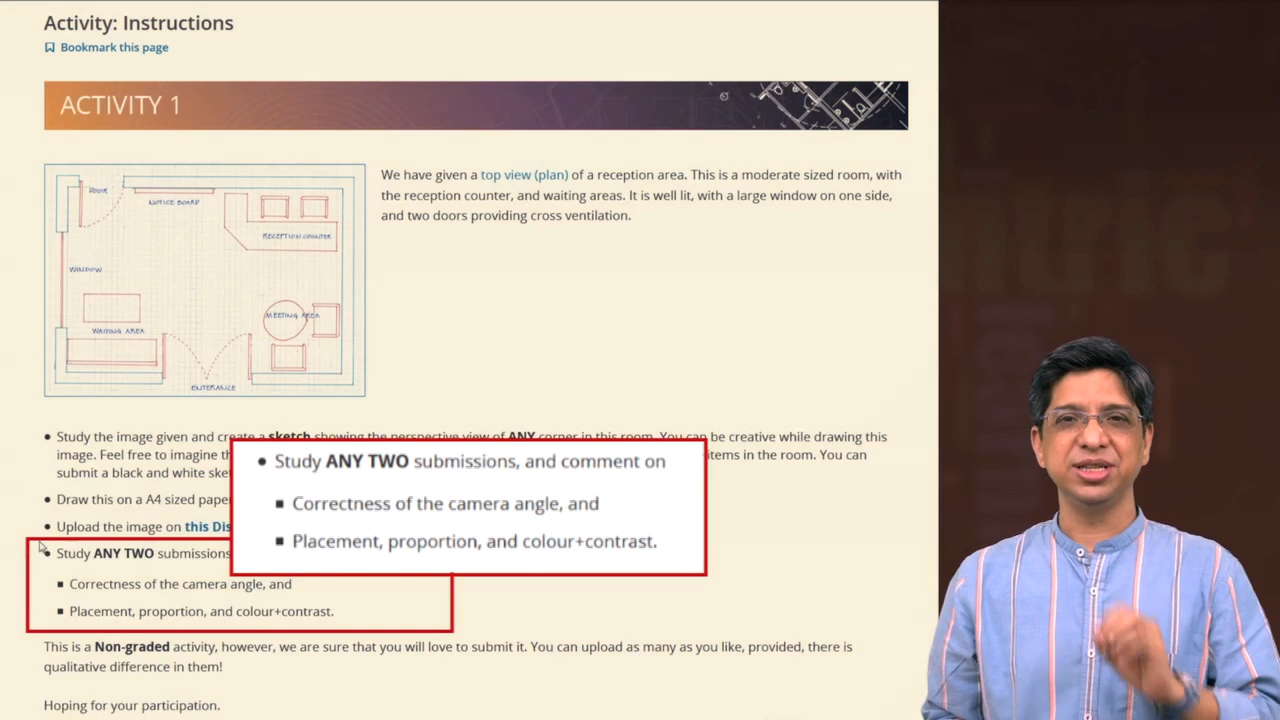 Activity: Instructions
Bookmark this page
ACTIVITY 1
DOOR
NOTICE BOARD
RECEPTION COUNTER
WINDOW
MEETING AREA
WAITING AREA
ENTERANCE
We have given a top view (plan) of a reception area. This is a moderate sized room, with
the reception counter, and waiting areas. It is well lit, with a large window on one side,
and two doors providing cross ventilation.
• Study the image given and create a sketch showing the perspective view of ANY corner in this room. You can be creative while drawing this
image. Feel free to imagine th items in the room. You can
submit a black and white sket
• Draw this on a A4 sized paper
• Upload the image on this Dis
• Study ANY TWO submissions
▪ Correctness of the camera angle, and
▪ Placement, proportion, and colour+contrast.
• Study ANY TWO submissions, and comment on
▪ Correctness of the camera angle, and
▪ Placement, proportion, and colour+contrast.
This is a Non-graded activity, however, we are sure that you will love to submit it. You can upload as many as you like, provided, there is
qualitative difference in them!
Hoping for your participation.